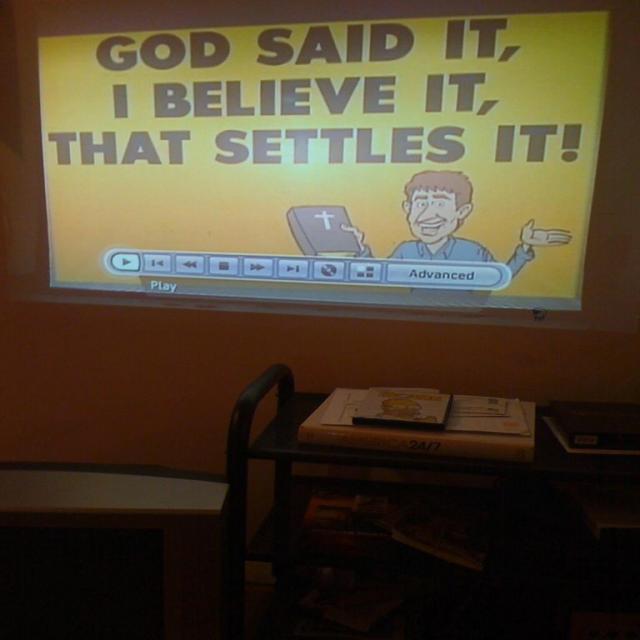 GOD SAID IT,
I BELIEVE IT,
THAT SETTLES IT!
Advanced
Play
24/7